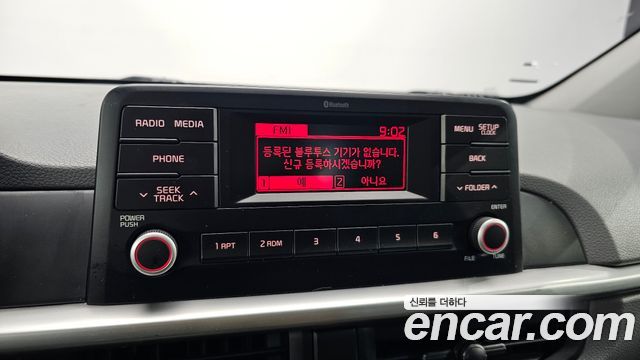 Bluetooth
RADIO MEDIA
PHONE
SEEK
TRACK
POWER
PUSH
FM1 9:02
등록된 블루투스 기기가 없습니다.
신규 등록하시겠습니까?
1 예 2 아니요
MENU SETUP
CLOCK
BACK
FOLDER
ENTER
1 RPT 2 RDM 3 4 5 6
FILE TUNE
신뢰를 더하다
encar.com